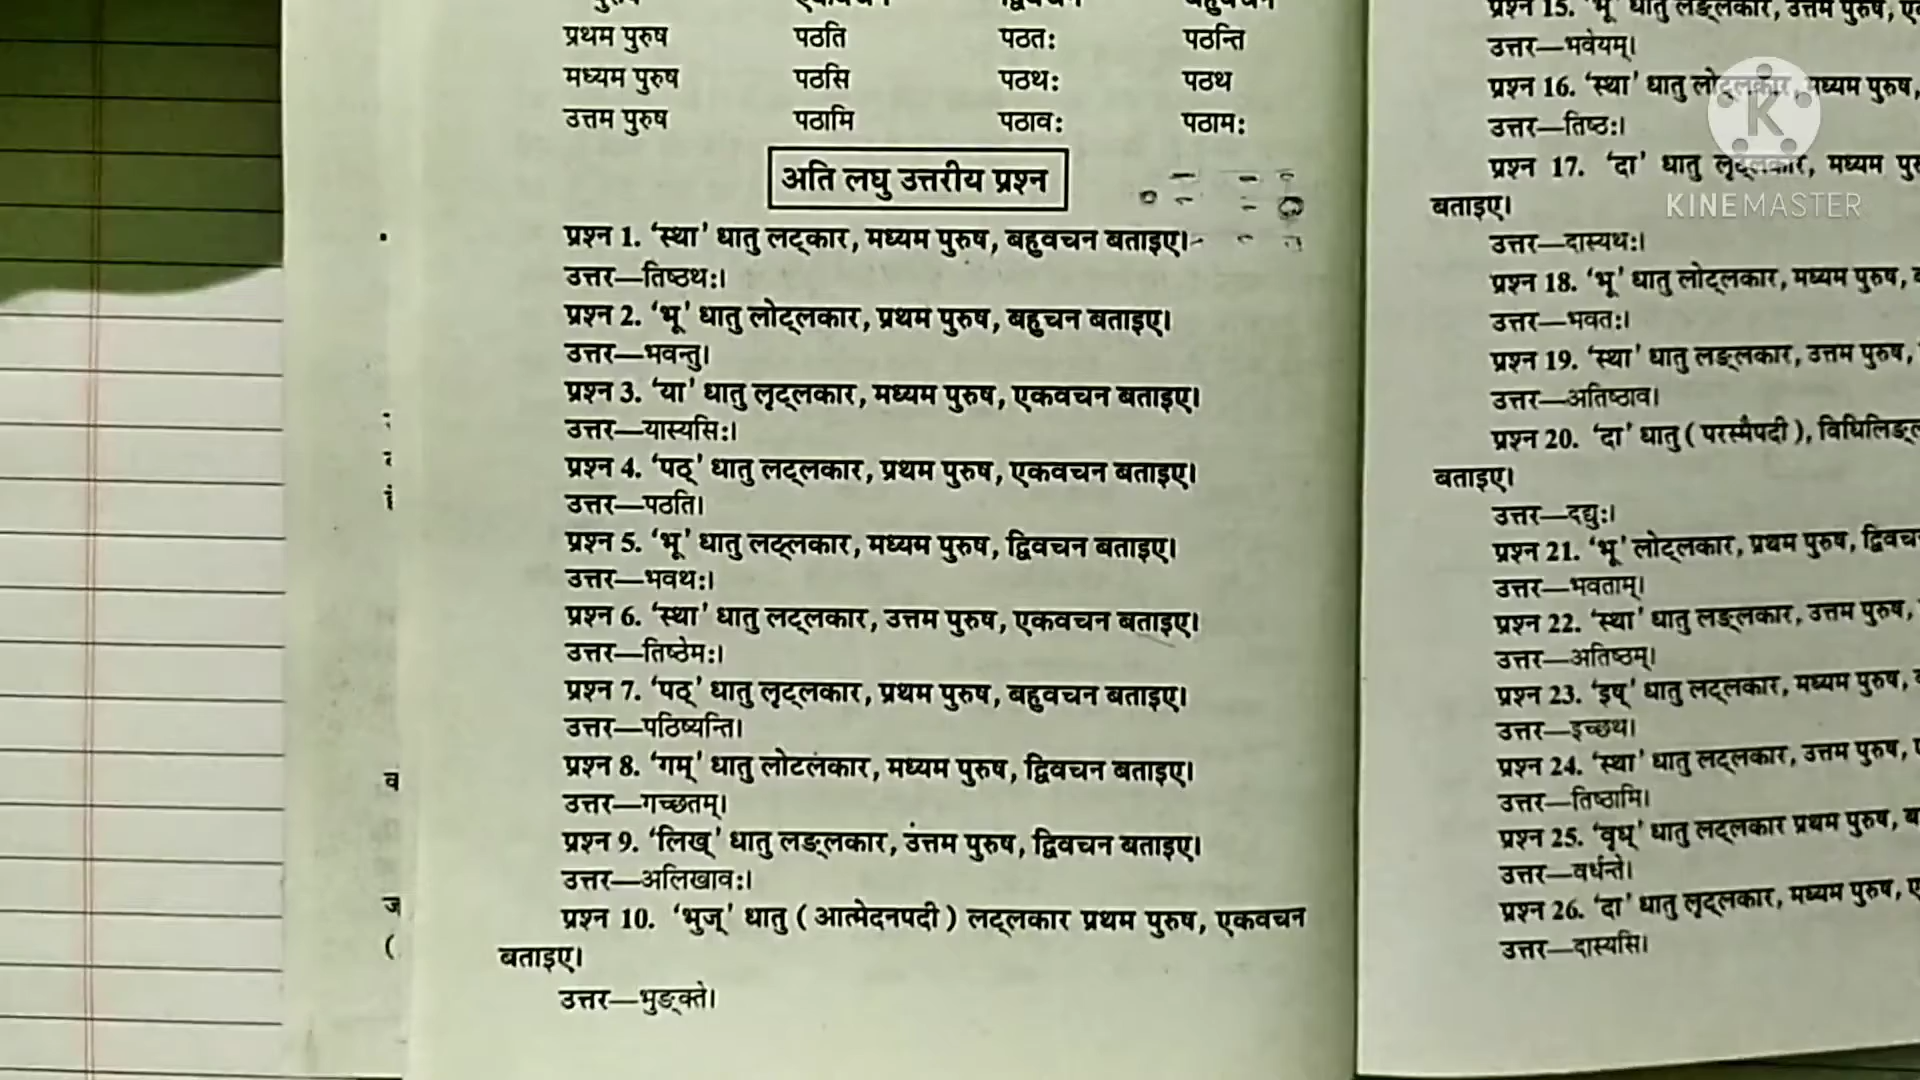 प्रथम पुरुष पठति पठतः पठन्ति
मध्यम पुरुष पठसि पठथः पठथ
उत्तम पुरुष पठामि पठावः पठामः
अति लघु उत्तरीय प्रश्न
प्रश्न 1. ‘स्था’ धातु लट्कार, मध्यम पुरुष, बहुवचन बताइए।
उत्तर—तिष्ठथः।
प्रश्न 2. ‘भू’ धातु लोट्लकार, प्रथम पुरुष, बहुचन बताइए।
उत्तर—भवन्तु।
प्रश्न 3. ‘या’ धातु लृट्लकार, मध्यम पुरुष, एकवचन बताइए।
उत्तर—यास्यसिः।
प्रश्न 4. ‘पठ्’ धातु लट्लकार, प्रथम पुरुष, एकवचन बताइए।
उत्तर—पठति।
प्रश्न 5. ‘भू’ धातु लट्लकार, मध्यम पुरुष, द्विवचन बताइए।
उत्तर—भवथः।
प्रश्न 6. ‘स्था’ धातु लट्लकार, उत्तम पुरुष, एकवचन बताइए।
उत्तर—तिष्ठेमः।
प्रश्न 7. ‘पठ्’ धातु लृट्लकार, प्रथम पुरुष, बहुवचन बताइए।
उत्तर—पठिष्यन्ति।
प्रश्न 8. ‘गम्’ धातु लोटलंकार, मध्यम पुरुष, द्विवचन बताइए।
उत्तर—गच्छतम्।
प्रश्न 9. ‘लिख्’ धातु लङ्लकार, उंत्तम पुरुष, द्विवचन बताइए।
उत्तर—अलिखावः।
प्रश्न 10. ‘भुज्’ धातु ( आत्मेदनपदी ) लट्लकार प्रथम पुरुष, एकवचन
बताइए।
उत्तर—भुङ्क्ते।
प्रश्न 15. ‘भू’ धातु लङ्लकार, उत्तम पुरुष,
उत्तर—भवेयम्।
प्रश्न 16. ‘स्था’ धातु लोट्लकार, मध्यम पुरुष,
उत्तर—तिष्ठः।
प्रश्न 17. ‘दा’ धातु लृट्लकार, मध्यम
बताइए।
उत्तर—दास्यथः।
प्रश्न 18. ‘भू’ धातु लोट्लकार, मध्यम पुरुष,
उत्तर—भवतः।
प्रश्न 19. ‘स्था’ धातु लङ्लकार, उत्तम पुरुष,
उत्तर—अतिष्ठाव।
प्रश्न 20. ‘दा’ धातु ( परस्मैपदी ),
बताइए।
उत्तर—दद्युः।
प्रश्न 21. ‘भू’ लोट्लकार, प्रथम पुरुष,
उत्तर—भवताम्।
प्रश्न 22. ‘स्था’ धातु लङ्लकार, उत्तम पुरुष,
उत्तर—अतिष्ठम्।
प्रश्न 23. ‘इष्’ धातु लट्लकार, मध्यम पुरुष,
उत्तर—इच्छथ।
प्रश्न 24. ‘स्था’ धातु लट्लकार, उत्तम पुरुष,
उत्तर—तिष्ठामि।
प्रश्न 25. ‘वृध्’ धातु लट्लकार प्रथम पुरुष,
उत्तर—वर्धन्ते।
प्रश्न 26. ‘दा’ धातु लृट्लकार, मध्यम पुरुष,
उत्तर—दास्यसि।
K
KINEMASTER